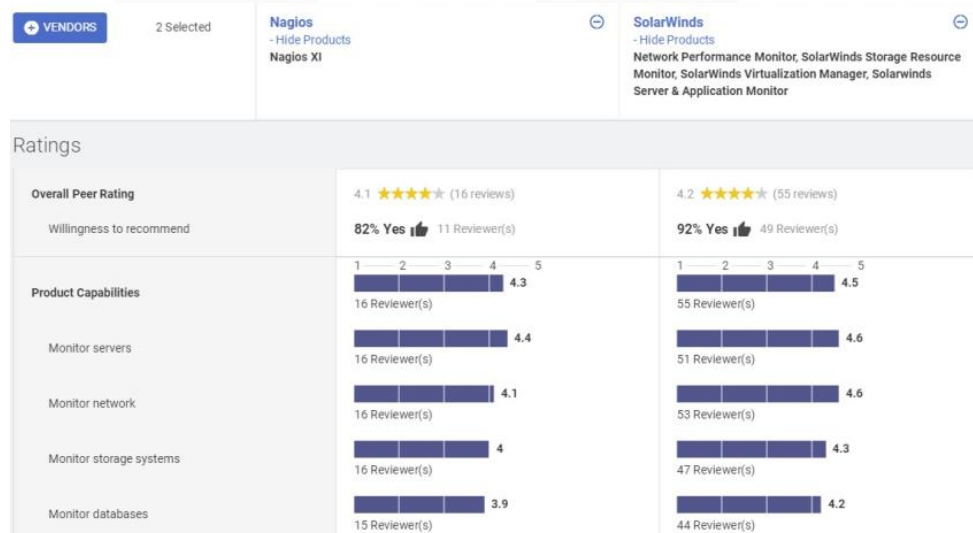 VENDORS
2 Selected
Nagios
- Hide Products
Nagios XI
SolarWinds
- Hide Products
Network Performance Monitor, SolarWinds Storage Resource
Monitor, SolarWinds Virtualization Manager, Solarwinds
Server & Application Monitor
Ratings
Overall Peer Rating
4.1 (16 reviews)
4.2 (55 reviews)
Willingness to recommend
82% Yes 11 Reviewer(s)
92% Yes 49 Reviewer(s)
Product Capabilities
1 2 3 4 5
4.3
16 Reviewer(s)
1 2 3 4 5
4.5
55 Reviewer(s)
Monitor servers
4.4
16 Reviewer(s)
4.6
51 Reviewer(s)
Monitor network
4.1
16 Reviewer(s)
4.6
53 Reviewer(s)
Monitor storage systems
4
16 Reviewer(s)
4.3
47 Reviewer(s)
Monitor databases
3.9
15 Reviewer(s)
4.2
44 Reviewer(s)